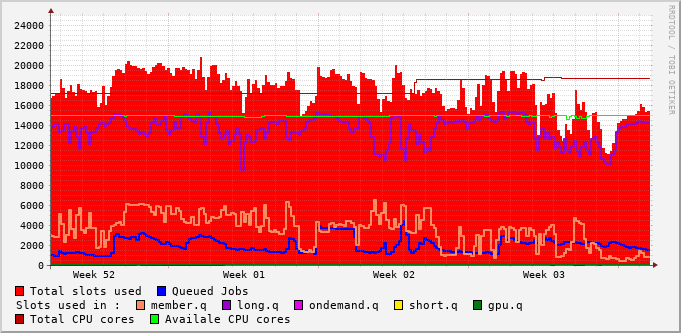 24000
22000
20000
18000
16000
14000
12000
10000
8000
6000
4000
2000
0
Week 52 Week 01 Week 02 Week 03
Total slots used Queued Jobs
Slots used in : member.q long.q ondemand.q short.q gpu.q
Total CPU cores Availale CPU cores
RRDTOOL / TOBI OETIKER